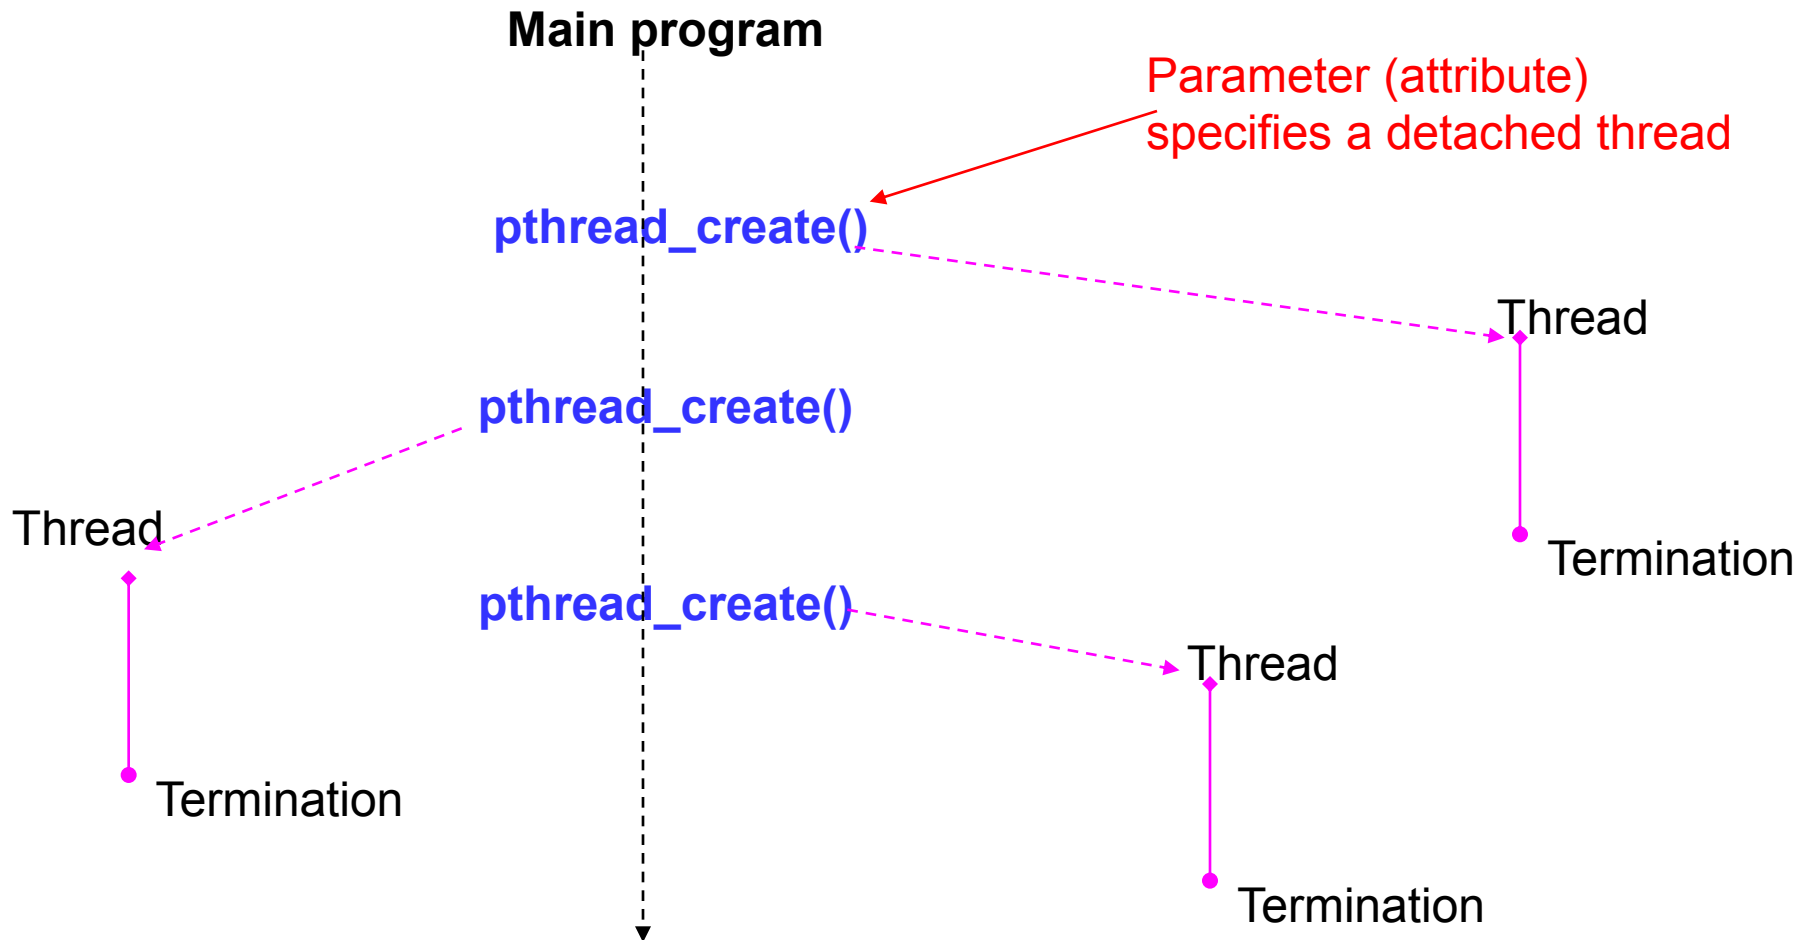 Main program
Parameter (attribute)
specifies a detached thread
pthread_create()
Thread
pthread_create()
Thread
Termination
pthread_create()
Thread
Termination
Termination